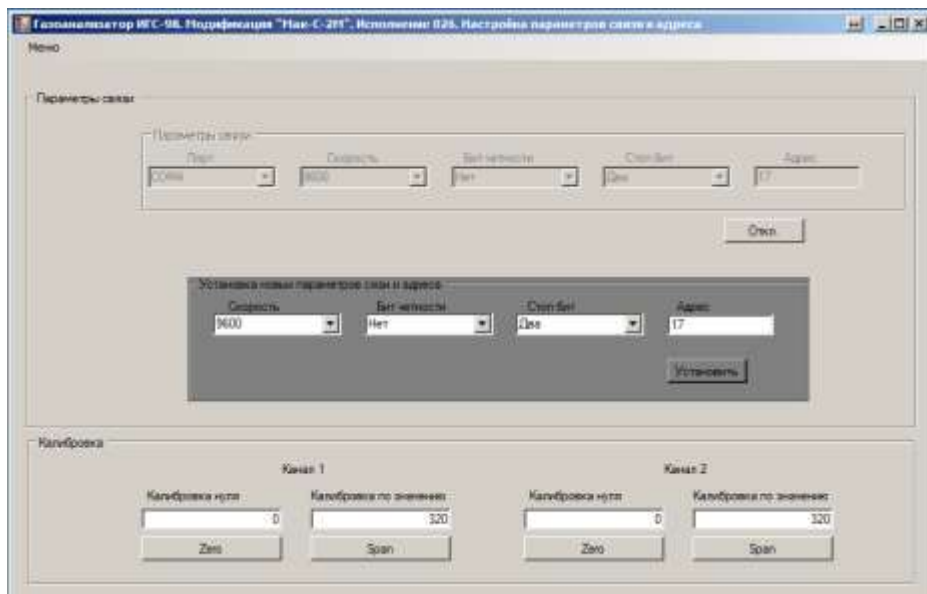 Газоанализатор ИГС-98. Модификация "Мак-С-2М". Исполнение 026. Настройка параметров связи и адреса
Меню
Параметры связи
Параметры связи
Порт Скорость Бит четности Стоп бит Адрес
9600 Нет Два 17
Откл.
Установка новых параметров связи и адреса
Скорость Бит четности Стоп бит Адрес
9600 Нет Два 17
Установить
Калибровка
Канал 1 Канал 2
Калибровка нуля Калибровка по значению Калибровка нуля Калибровка по значению
0 320 0 320
Zero Span Zero Span